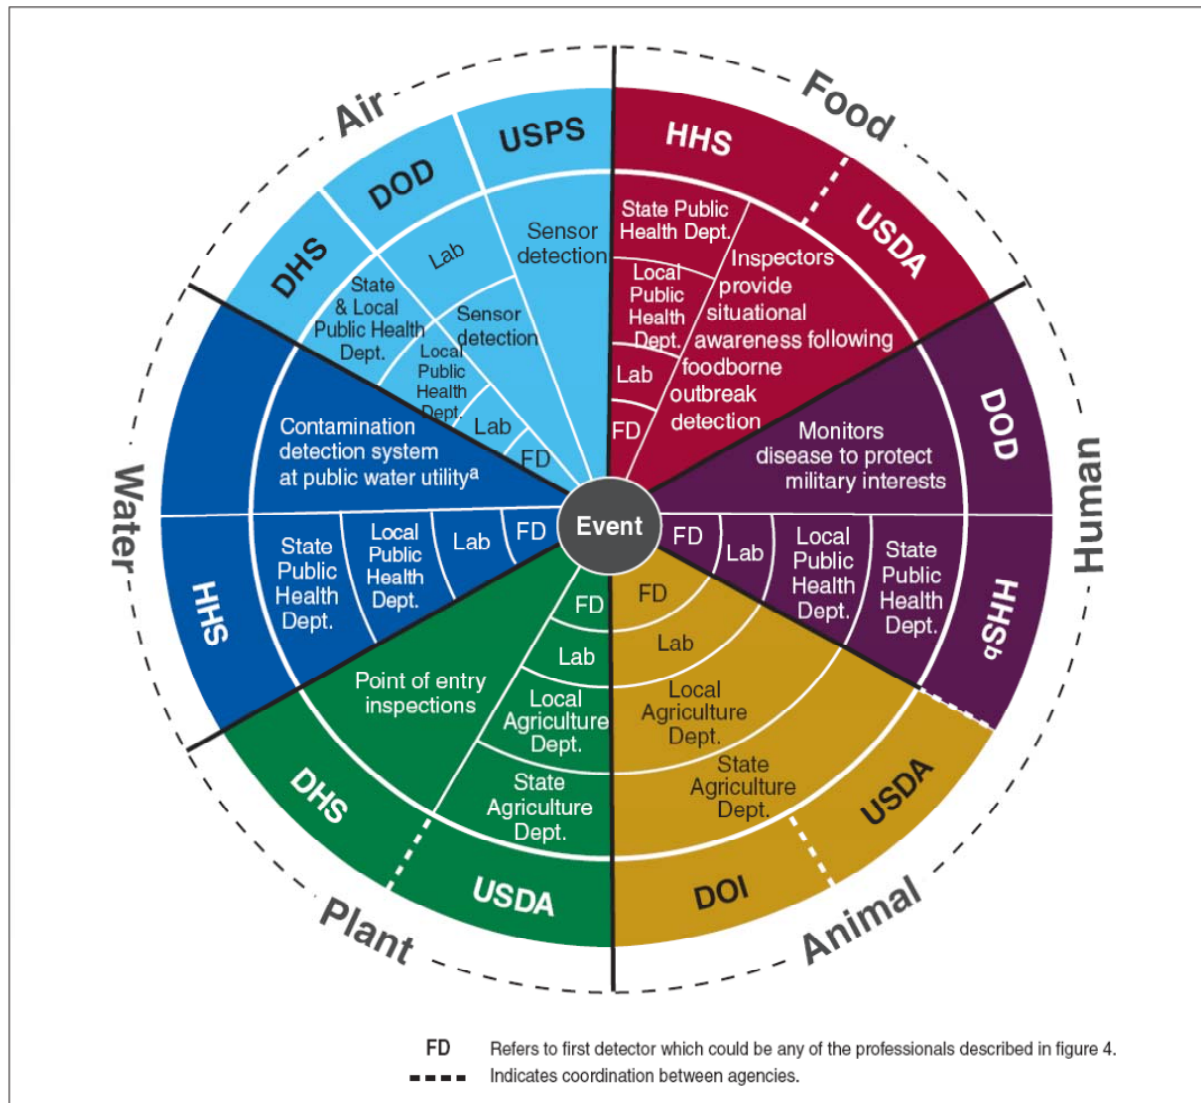 Air
USPS
DOD
DHS
Sensor
detection
Lab
Sensor
detection
State
& Local
Public Health
Dept.
Local
Public
Health
Dept.
Lab
FD
Food
HHS
USDA
State Public
Health Dept.
Local
Public
Health
Dept.
Lab
FD
Inspectors
provide
situational
awareness following
foodborne
outbreak
detection
Human
DOD
HHSb
Monitors
disease to protect
military interests
FD
Lab
Local
Public
Health
Dept.
State
Public
Health
Dept.
Event
Water
HHS
Contamination
detection system
at public water utilitya
State
Public
Health
Dept.
Local
Public
Health
Dept.
Lab
FD
Plant
DHS
USDA
Point of entry
inspections
FD
Lab
Local
Agriculture
Dept.
State
Agriculture
Dept.
Animal
DOI
USDA
FD
Lab
Local
Agriculture
Dept.
State
Agriculture
Dept.
FD Refers to first detector which could be any of the professionals described in figure 4.
Indicates coordination between agencies.